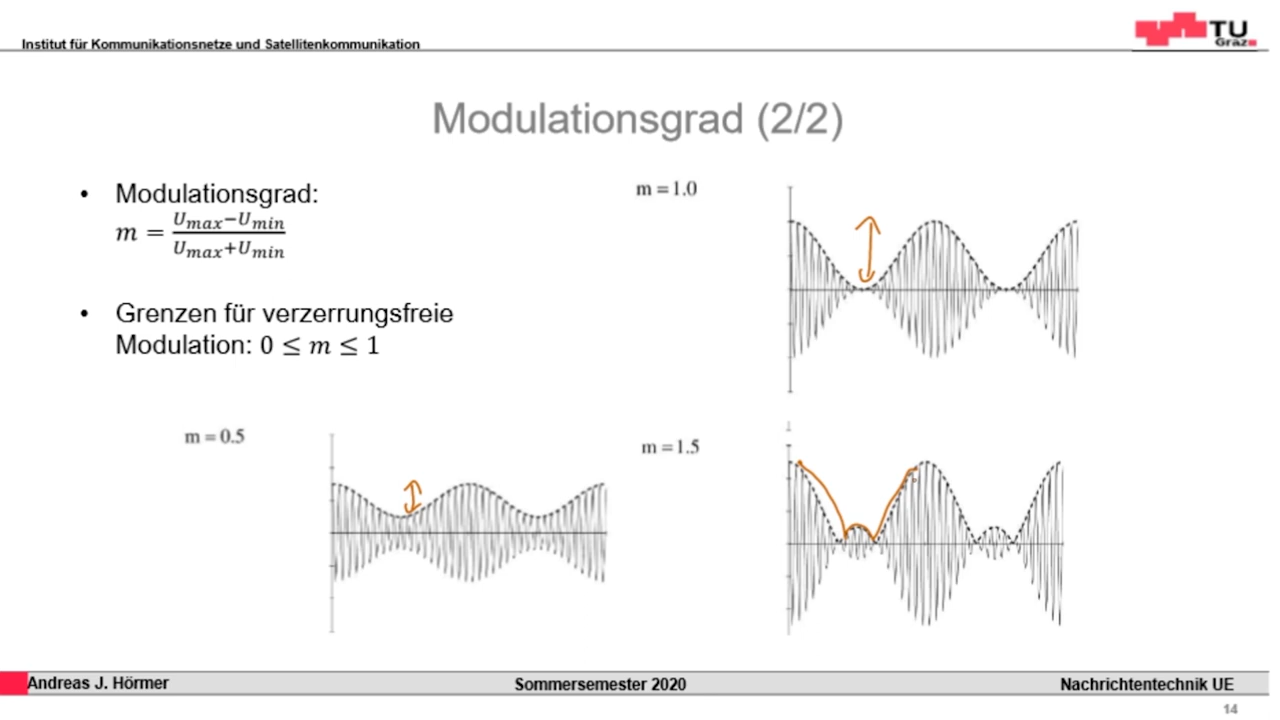 Institut für Kommunikationsnetze und Satellitenkommunikation
TU
Graz
Modulationsgrad (2/2)
• Modulationsgrad:
m = (U_max−U_min)/(U_max+U_min)
• Grenzen für verzerrungsfreie
Modulation: 0 ≤ m ≤ 1
m = 1.0
m = 0.5
m = 1.5
Andreas J. Hörmer
Sommersemester 2020
Nachrichtentechnik UE
14